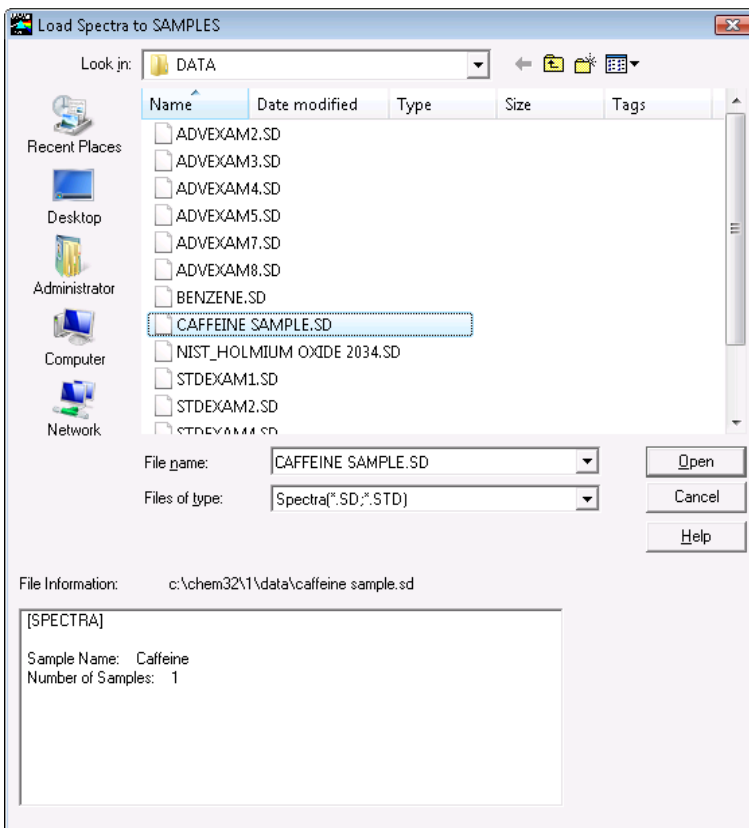 Load Spectra to SAMPLES
Look in: DATA
Name Date modified Type Size Tags
Recent Places
Desktop
Administrator
Computer
Network
ADVEXAM2.SD
ADVEXAM3.SD
ADVEXAM4.SD
ADVEXAM5.SD
ADVEXAM7.SD
ADVEXAM8.SD
BENZENE.SD
CAFFEINE SAMPLE.SD
NIST_HOLMIUM OXIDE 2034.SD
STDEXAM1.SD
STDEXAM2.SD
STDEXAM4.SD
File name: CAFFEINE SAMPLE.SD Open
Files of type: Spectra(*.SD;*.STD) Cancel
Help
File Information: c:\chem32\1\data\caffeine sample.sd
[SPECTRA]
Sample Name: Caffeine
Number of Samples: 1